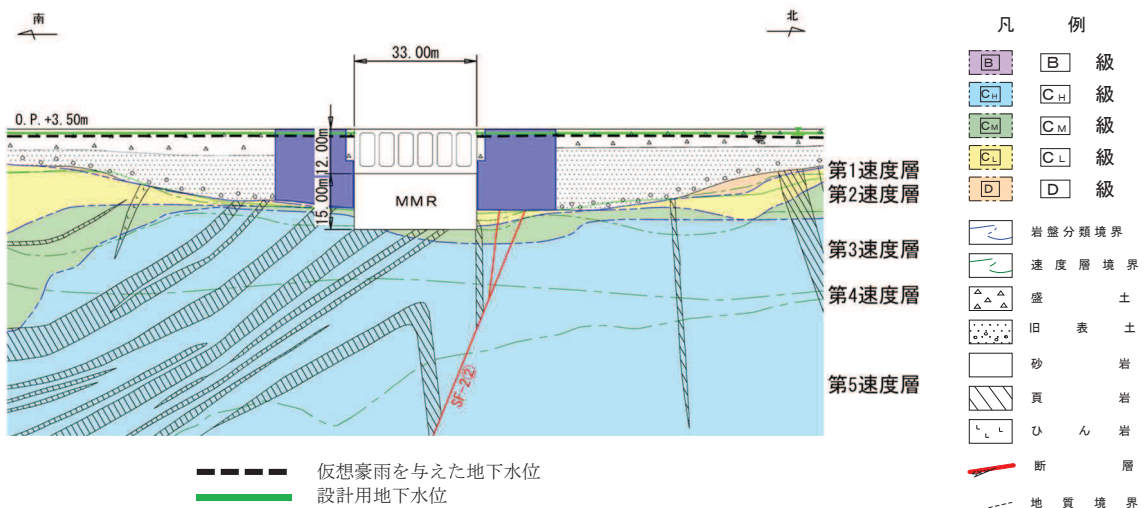 南
北
33.00m
O.P.+3.50m
12.00m
15.00m
MMR
SF-2(2)
第1速度層
第2速度層
第3速度層
第4速度層
第5速度層
仮想豪雨を与えた地下水位
設計用地下水位
凡 例
B B 級
CH CH 級
CM CM 級
CL CL 級
D D 級
岩盤分類境界
速度層境界
盛土
旧表土
砂岩
頁岩
ひん岩
断層
地質境界